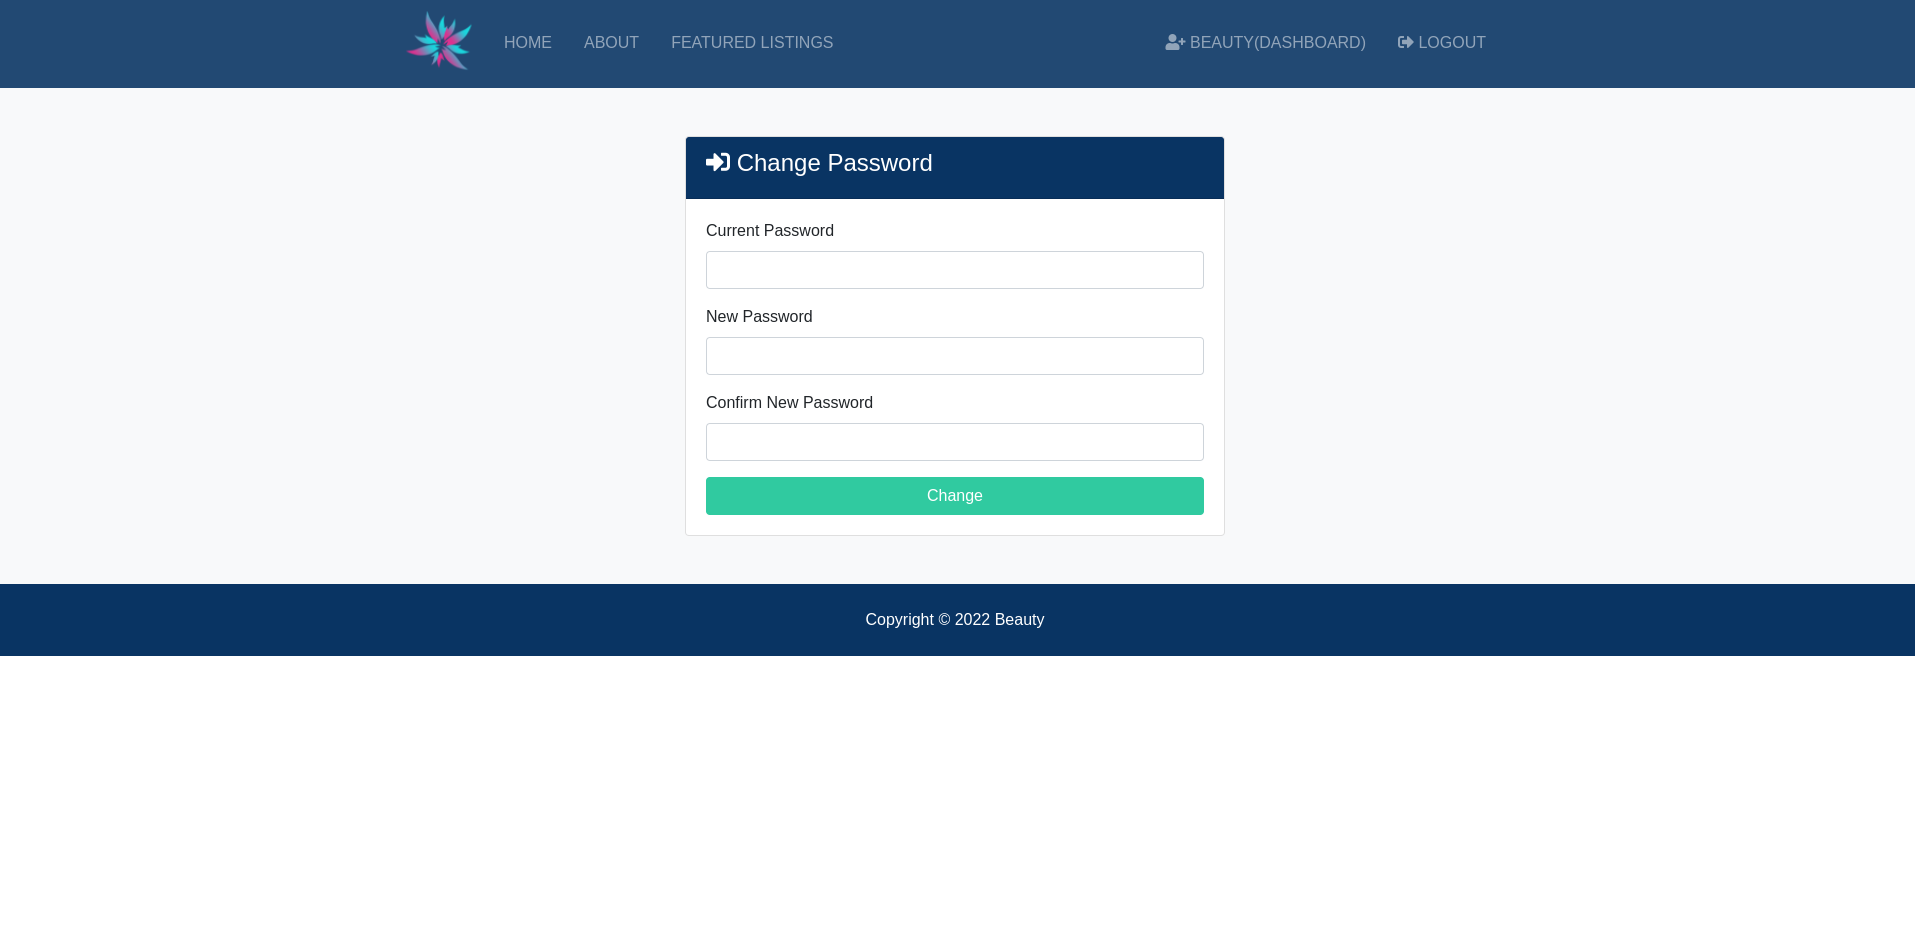 HOME ABOUT FEATURED LISTINGS BEAUTY(DASHBOARD) LOGOUT
Change Password
Current Password
New Password
Confirm New Password
Change
Copyright © 2022 Beauty